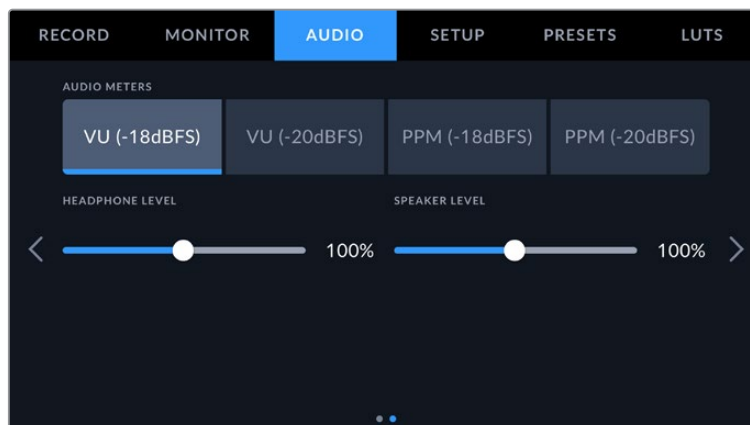 RECORD MONITOR AUDIO SETUP PRESETS LUTS
AUDIO METERS
VU (-18dBFS) VU (-20dBFS) PPM (-18dBFS) PPM (-20dBFS)
HEADPHONE LEVEL SPEAKER LEVEL
100% 100%